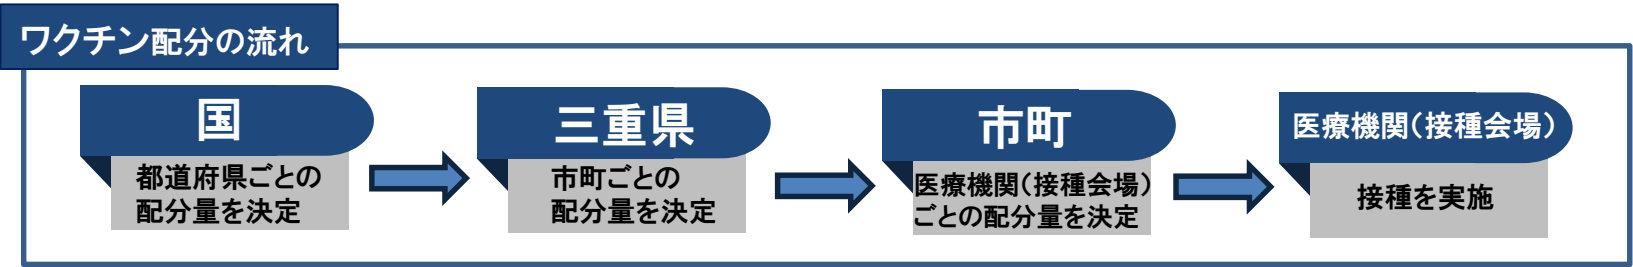 ワクチン配分の流れ
国
都道府県ごとの
配分量を決定
三重県
市町ごとの
配分量を決定
市町
医療機関（接種会場）
ごとの配分量を決定
医療機関（接種会場）
接種を実施